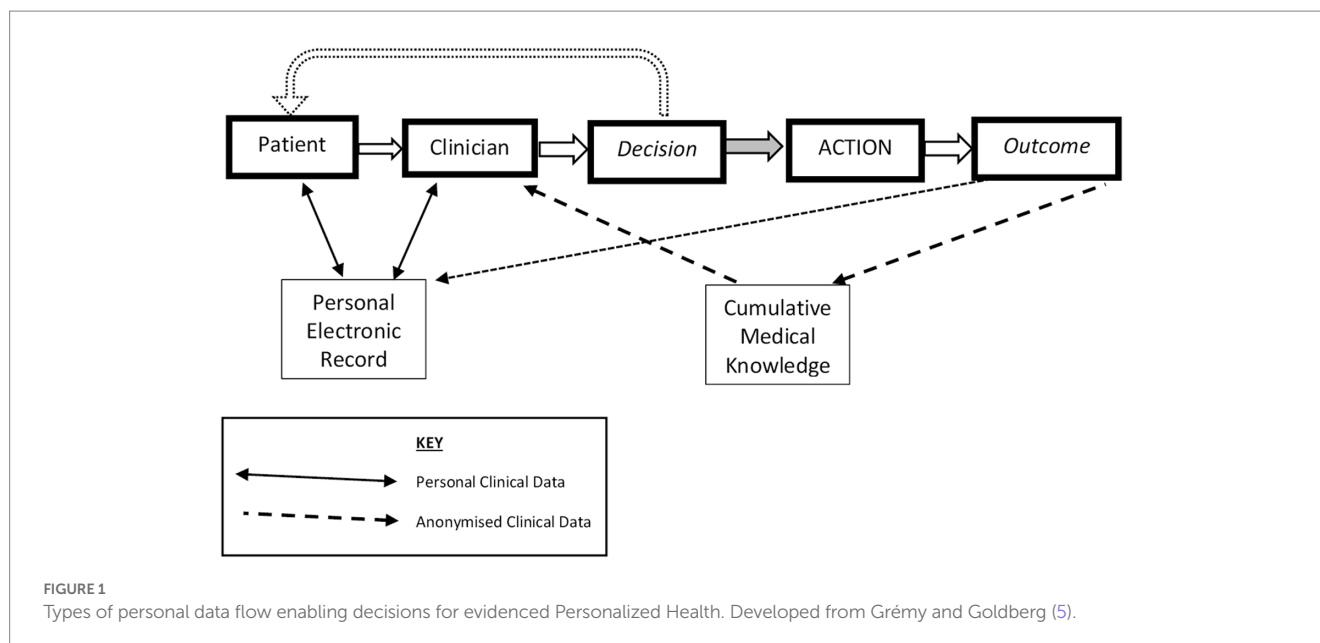 Patient
Clinician
Decision
ACTION
Outcome
Personal
Electronic
Record
Cumulative
Medical
Knowledge
KEY
Personal Clinical Data
Anonymised Clinical Data
FIGURE 1
Types of personal data flow enabling decisions for evidenced Personalized Health. Developed from Grémy and Goldberg (5).